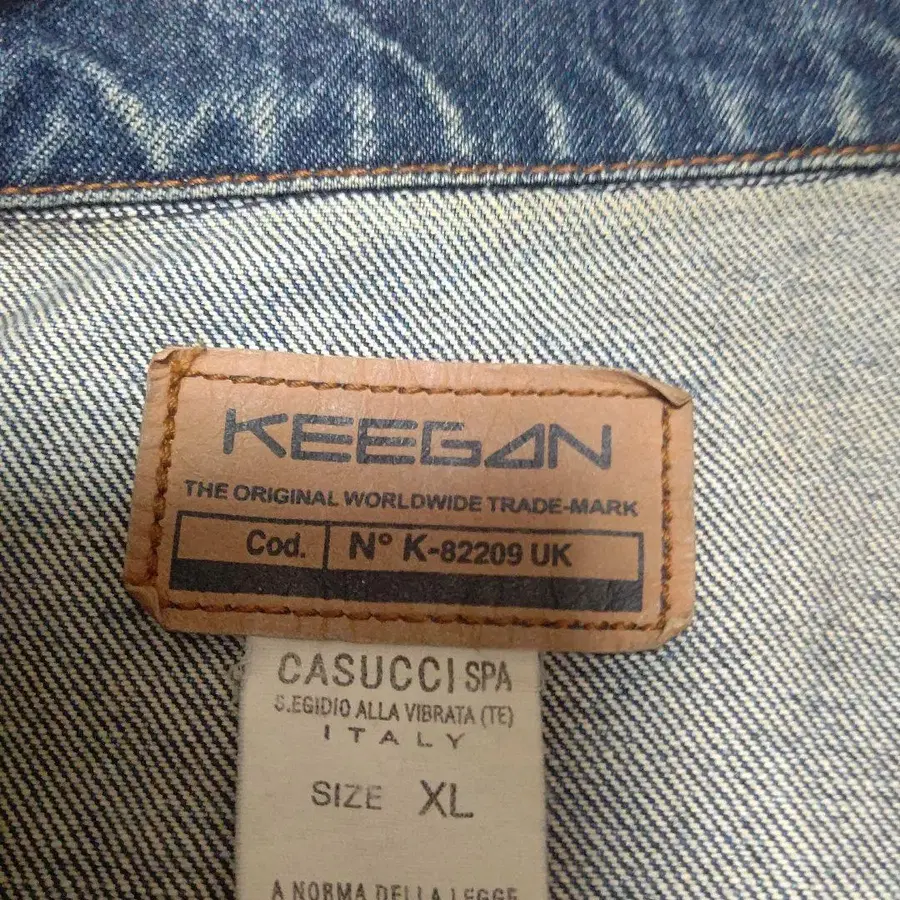 KEEGAN
THE ORIGINAL WORLDWIDE TRADE-MARK
Cod. N° K-82209 UK
CASUCCI SPA
S.EGIDIO ALLA VIBRATA (TE)
ITALY
SIZE XL
A NORMA DELLA LEGGE